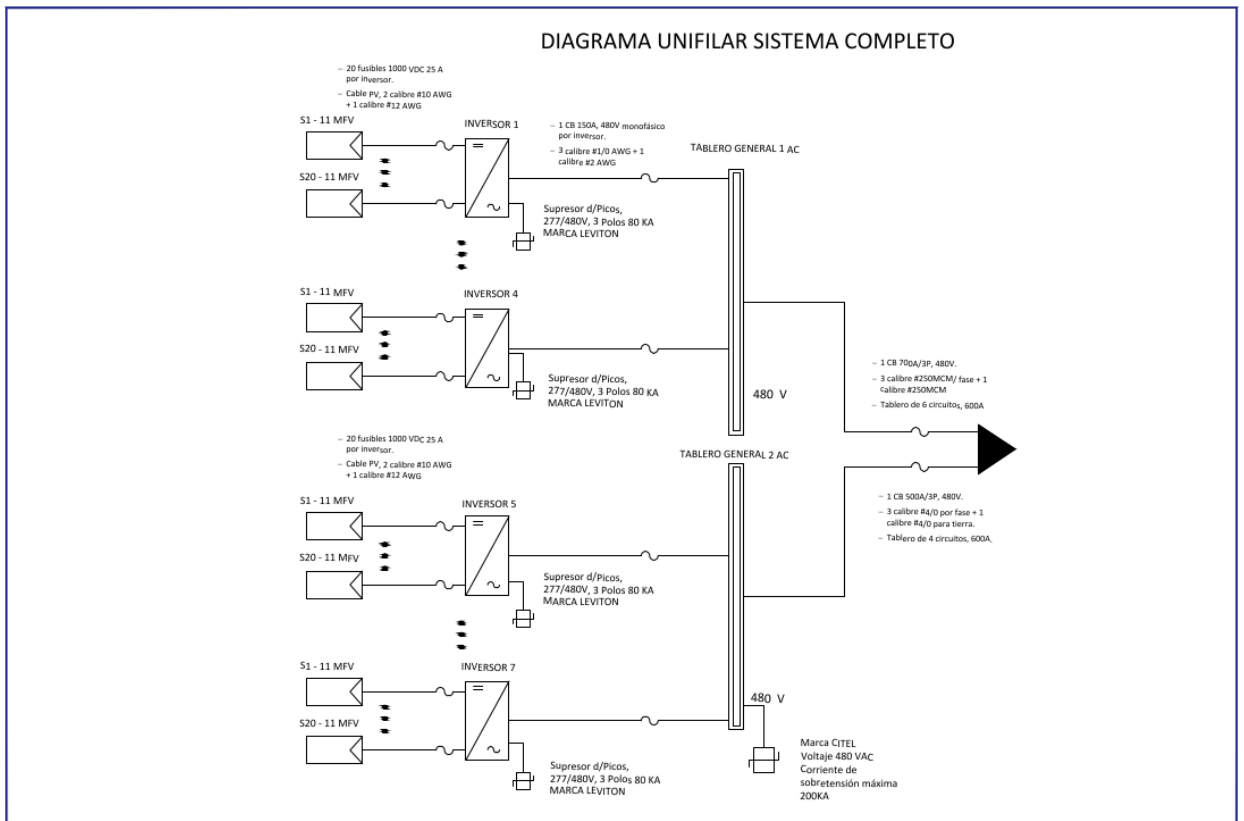 DIAGRAMA UNIFILAR SISTEMA COMPLETO
– 20 fusibles 1000 VDC 25 A
por inversor.
– Cable PV, 2 calibre #10 AWG
+ 1 calibre #12 AWG
S1 - 11 MFV
INVERSOR 1
– 1 CB 150A, 480V monofásico
por inversor.
– 3 calibre #1/0 AWG + 1
calibre #2 AWG
TABLERO GENERAL 1 AC
S20 - 11 MFV
Supresor d/Picos,
277/480V, 3 Polos 80 KA
MARCA LEVITON
S1 - 11 MFV
INVERSOR 4
S20 - 11 MFV
Supresor d/Picos,
277/480V, 3 Polos 80 KA
MARCA LEVITON
480 V
– 1 CB 700A/3P, 480V.
– 3 calibre #250MCM/ fase + 1
calibre #250MCM
– Tablero de 6 circuitos, 600A
– 20 fusibles 1000 VDC 25 A
por inversor.
– Cable PV, 2 calibre #10 AWG
+ 1 calibre #12 AWG
TABLERO GENERAL 2 AC
S1 - 11 MFV
INVERSOR 5
– 1 CB 500A/3P, 480V.
– 3 calibre #4/0 por fase + 1
calibre #4/0 para tierra.
– Tablero de 4 circuitos, 600A.
S20 - 11 MFV
Supresor d/Picos,
277/480V, 3 Polos 80 KA
MARCA LEVITON
S1 - 11 MFV
INVERSOR 7
480 V
S20 - 11 MFV
Supresor d/Picos,
277/480V, 3 Polos 80 KA
MARCA LEVITON
Marca CITEL
Voltaje 480 VAC
Corriente de
sobretensión máxima
200KA